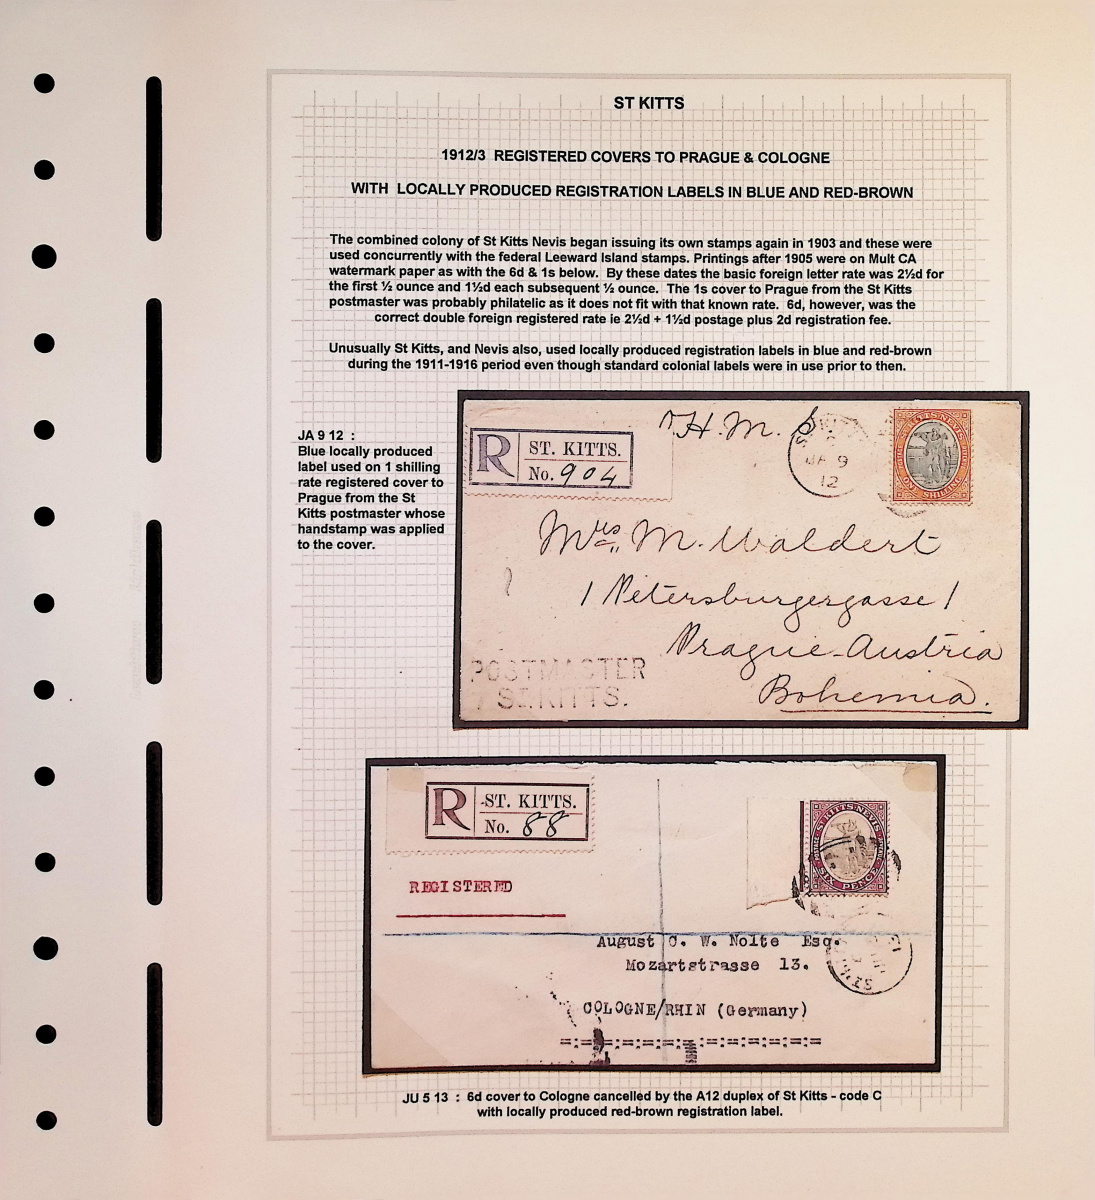 ST KITTS
1912/3 REGISTERED COVERS TO PRAGUE & COLOGNE
WITH LOCALLY PRODUCED REGISTRATION LABELS IN BLUE AND RED-BROWN
The combined colony of St Kitts Nevis began issuing its own stamps again in 1903 and these were
used concurrently with the federal Leeward Island stamps. Printings after 1905 were on Mult CA
watermark paper as with the 6d & 1s below. By these dates the basic foreign letter rate was 2½d for
the first ½ ounce and 1½d each subsequent ½ ounce. The 1s cover to Prague from the St Kitts
postmaster was probably philatelic as it does not fit with that known rate. 6d, however, was the
correct double foreign registered rate ie 2½d + 1½d postage plus 2d registration fee.
Unusually St Kitts, and Nevis also, used locally produced registration labels in blue and red-brown
during the 1911-1916 period even though standard colonial labels were in use prior to then.
JA 9 12 :
Blue locally produced
label used on 1 shilling
rate registered cover to
Prague from the St
Kitts postmaster whose
handstamp was applied
to the cover.
R ST. KITTS.
No. 904
H. M. S.
JA 9
12
KITTS-NEVIS
ONE SHILLING
Mrs M. Waldert
1 Petersburgergasse 1
Prague-Austria
Bohemia.
POSTMASTER
ST. KITTS.
R ST. KITTS.
No. 88
ST KITTS-NEVIS
SIX PENCE
REGISTERED
August C. W. Nolte Esq.
Mozartstrasse 13.
COLOGNE/RHIN (Germany)
=:=:=:=:=:=:=:=:=:=:=:=:=
JU 5 13 : 6d cover to Cologne cancelled by the A12 duplex of St Kitts - code C
with locally produced red-brown registration label.